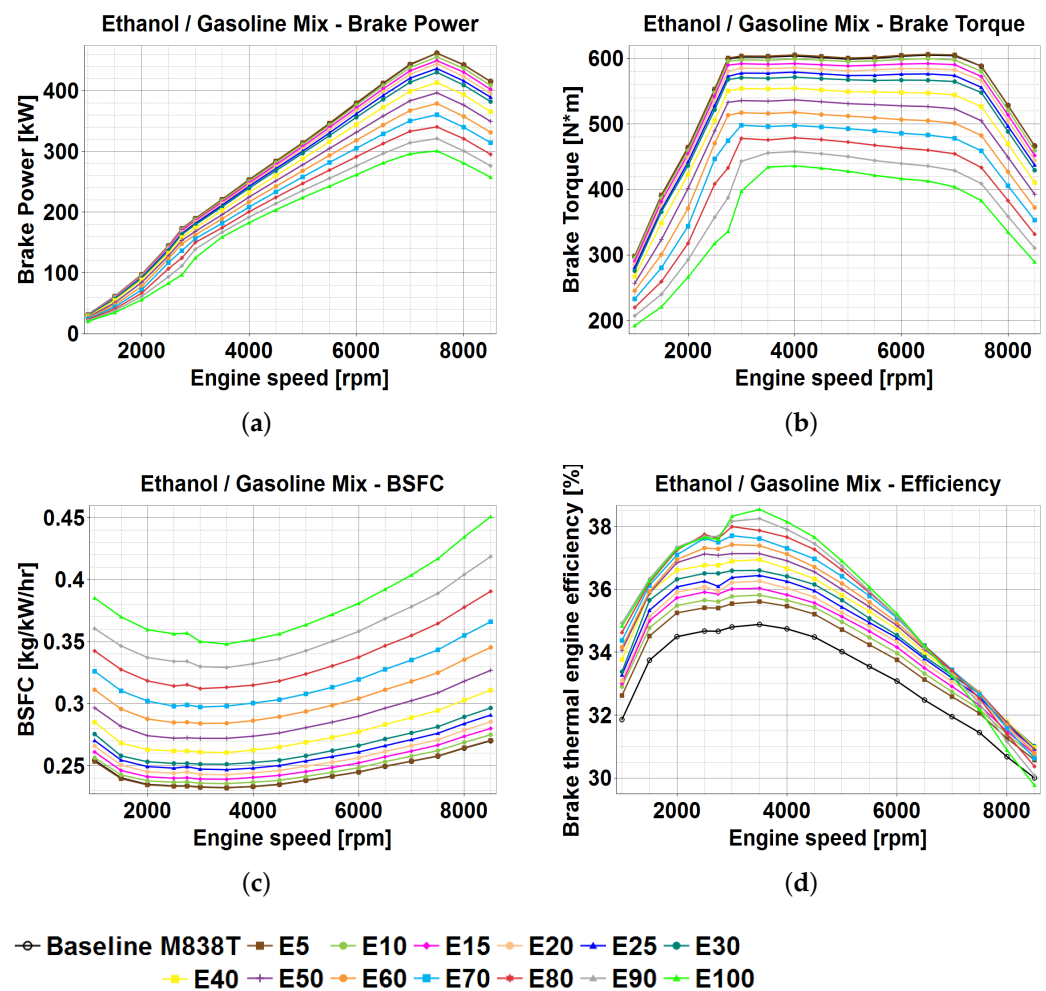 Ethanol / Gasoline Mix - Brake Power
Brake Power [kW]
400
300
200
100
0
2000 4000 6000 8000
Engine speed [rpm]
(a)
Ethanol / Gasoline Mix - Brake Torque
Brake Torque [N*m]
600
500
400
300
200
2000 4000 6000 8000
Engine speed [rpm]
(b)
Ethanol / Gasoline Mix - BSFC
BSFC [kg/kW/hr]
0.45
0.4
0.35
0.3
0.25
2000 4000 6000 8000
Engine speed [rpm]
(c)
Ethanol / Gasoline Mix - Efficiency
Brake thermal engine efficiency [%]
38
36
34
32
30
2000 4000 6000 8000
Engine speed [rpm]
(d)
Baseline M838T E5 E10 E15 E20 E25 E30
E40 E50 E60 E70 E80 E90 E100